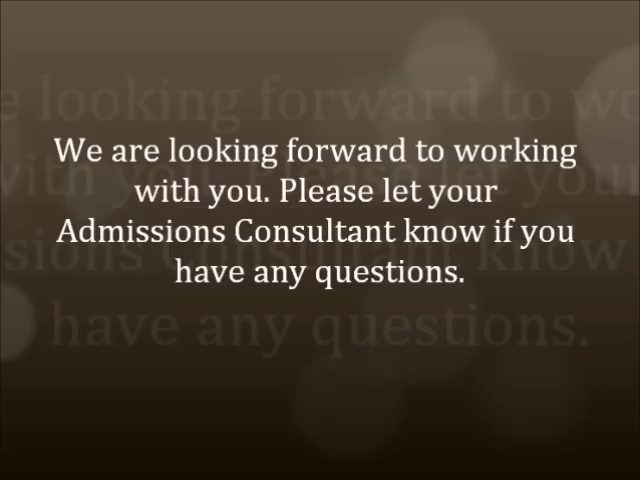 We are looking forward to working
with you. Please let your
Admissions Consultant know if you
have any questions.